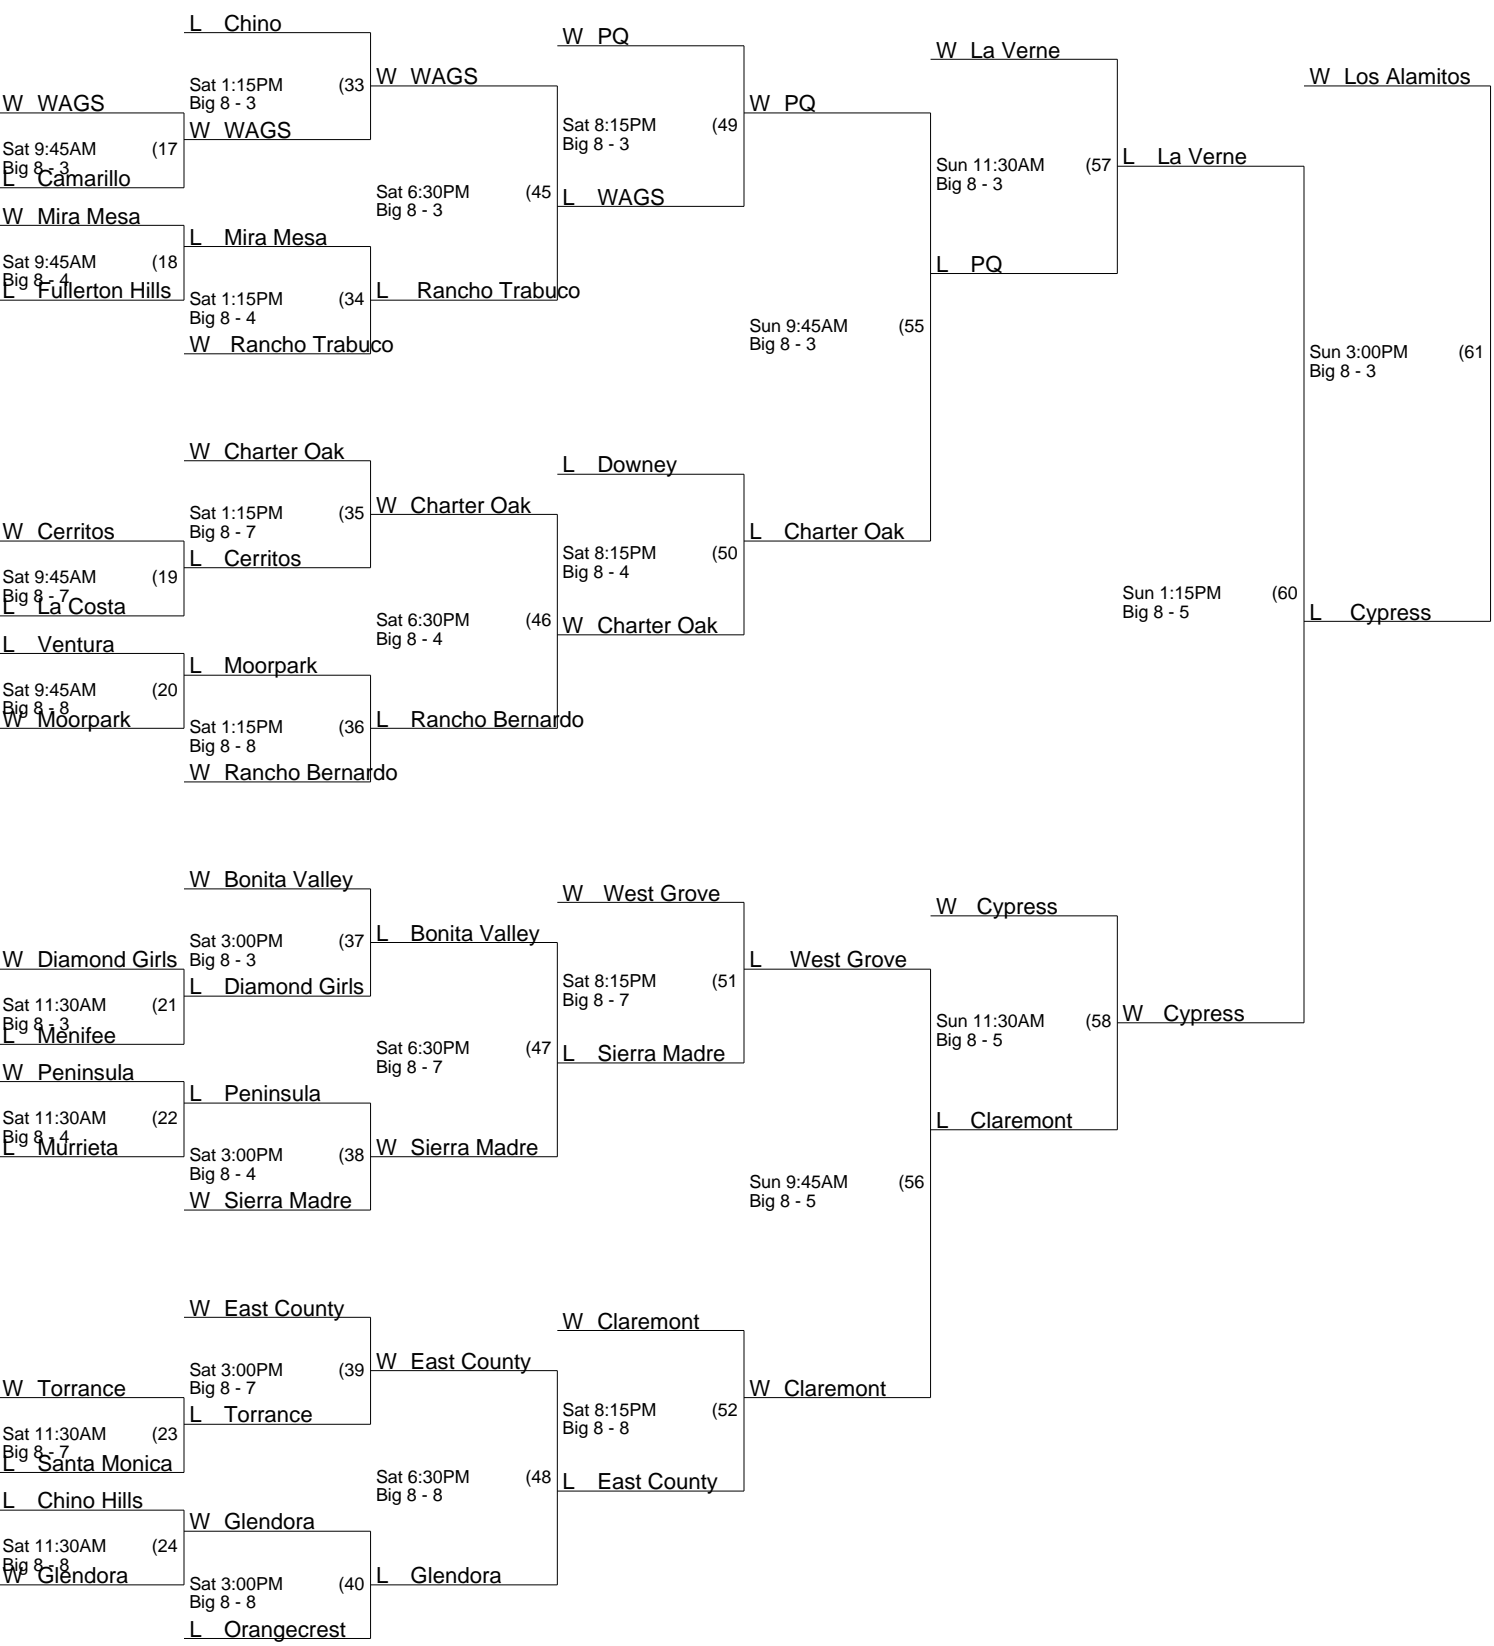 L Chino
W PQ
W La Verne
W Los Alamitos
Sat 1:15PM (33
Big 8 - 3
W WAGS
W WAGS
W PQ
W WAGS
Sat 8:15PM (49
Big 8 - 3
Sat 9:45AM (17
Big 8 - 3
L Camarillo
L La Verne
Sun 11:30AM (57
Big 8 - 3
Sat 6:30PM (45
Big 8 - 3
L WAGS
W Mira Mesa
L Mira Mesa
Sat 9:45AM (18
Big 8 - 4
L Fullerton Hills
L PQ
Sat 1:15PM (34
Big 8 - 4
L Rancho Trabuco
W Rancho Trabuco
Sun 9:45AM (55
Big 8 - 3
Sun 3:00PM (61
Big 8 - 3
W Charter Oak
L Downey
Sat 1:15PM (35
Big 8 - 7
W Charter Oak
W Cerritos
L Charter Oak
L Cerritos
Sat 8:15PM (50
Big 8 - 4
Sat 9:45AM (19
Big 8 - 7
L La Costa
Sun 1:15PM (60
Big 8 - 5
L Cypress
Sat 6:30PM (46
Big 8 - 4
W Charter Oak
L Ventura
L Moorpark
Sat 9:45AM (20
Big 8 - 8
W Moorpark
Sat 1:15PM (36
Big 8 - 8
L Rancho Bernardo
W Rancho Bernardo
W Bonita Valley
W West Grove
W Cypress
Sat 3:00PM (37
Big 8 - 3
L Bonita Valley
W Diamond Girls
L West Grove
L Diamond Girls
Sat 8:15PM (51
Big 8 - 7
Sat 11:30AM (21
Big 8 - 3
L Menifee
W Cypress
Sun 11:30AM (58
Big 8 - 5
Sat 6:30PM (47
Big 8 - 7
L Sierra Madre
W Peninsula
L Peninsula
Sat 11:30AM (22
Big 8 - 4
L Murrieta
L Claremont
Sat 3:00PM (38
Big 8 - 4
W Sierra Madre
W Sierra Madre
Sun 9:45AM (56
Big 8 - 5
W East County
W Claremont
Sat 3:00PM (39
Big 8 - 7
W East County
W Torrance
W Claremont
L Torrance
Sat 8:15PM (52
Big 8 - 8
Sat 11:30AM (23
Big 8 - 7
L Santa Monica
Sat 6:30PM (48
Big 8 - 8
L East County
L Chino Hills
W Glendora
Sat 11:30AM (24
Big 8 - 8
W Glendora
Sat 3:00PM (40
Big 8 - 8
L Glendora
L Orangecrest